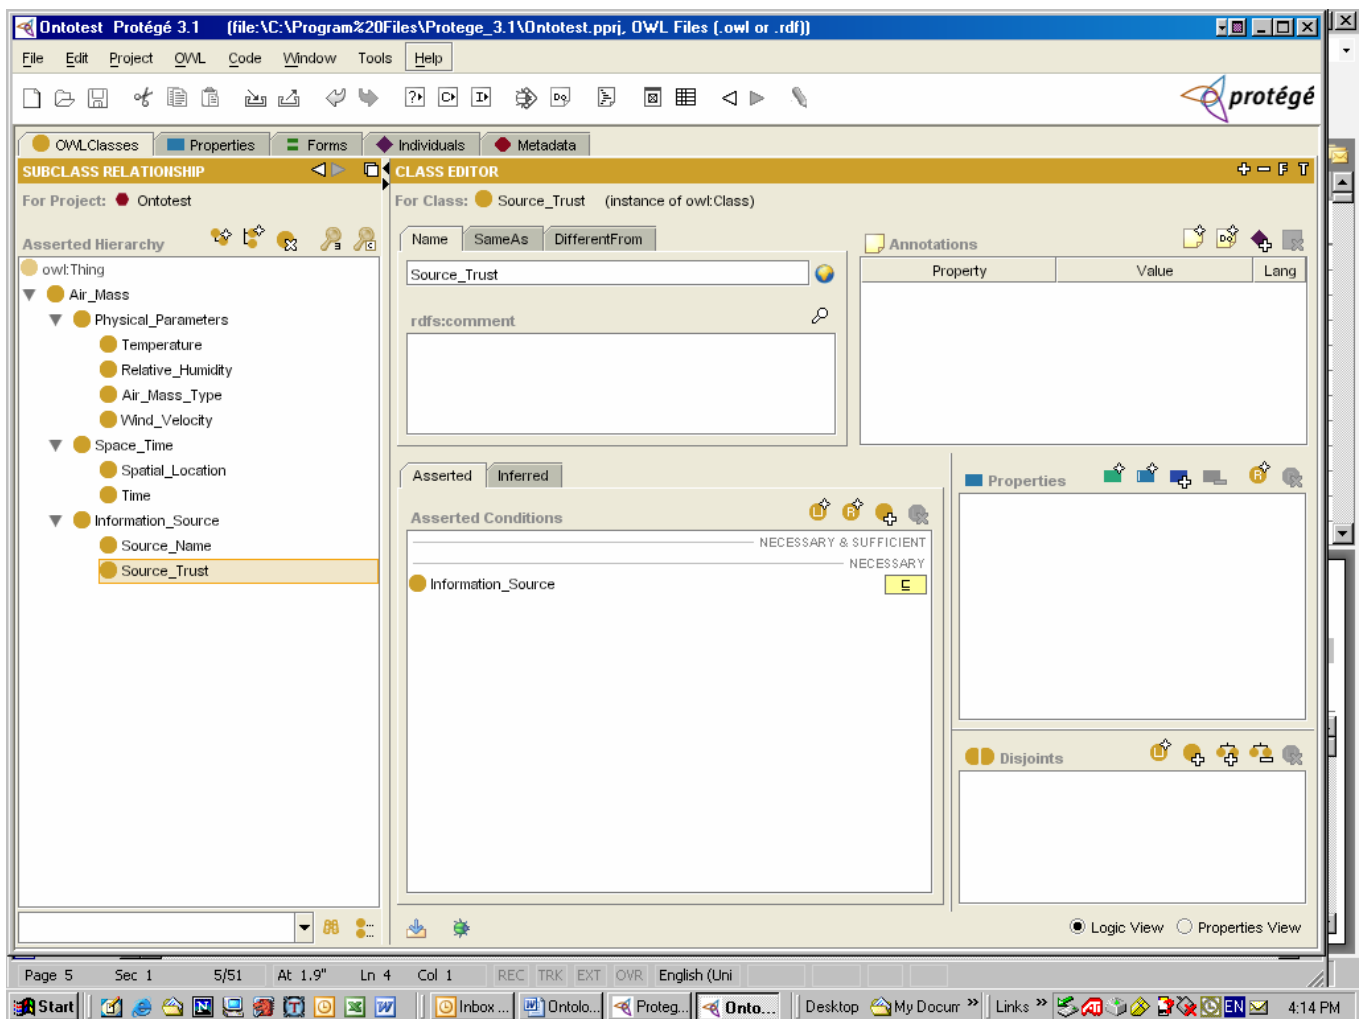 Ontotest Protégé 3.1 (file:\C:\Program%20Files\Protege_3.1\Ontotest.pprj, OWL Files (.owl or .rdf))
File Edit Project OWL Code Window Tools Help
protégé
OWLClasses Properties Forms Individuals Metadata
SUBCLASS RELATIONSHIP
For Project: Ontotest
Asserted Hierarchy
owl:Thing
Air_Mass
Physical_Parameters
Temperature
Relative_Humidity
Air_Mass_Type
Wind_Velocity
Space_Time
Spatial_Location
Time
Information_Source
Source_Name
Source_Trust
CLASS EDITOR
For Class: Source_Trust (instance of owl:Class)
Name SameAs DifferentFrom
Source_Trust
rdfs:comment
Annotations
Property Value Lang
Asserted Inferred
Asserted Conditions
NECESSARY & SUFFICIENT
NECESSARY
Information_Source
Properties
Disjoints
Logic View Properties View
Page 5 Sec 1 5/51 At 1.9" Ln 4 Col 1 REC TRK EXT OVR English (Uni
Start Inbox ... Ontolo... Proteg... Onto... Desktop My Docum » Links » EN 4:14 PM